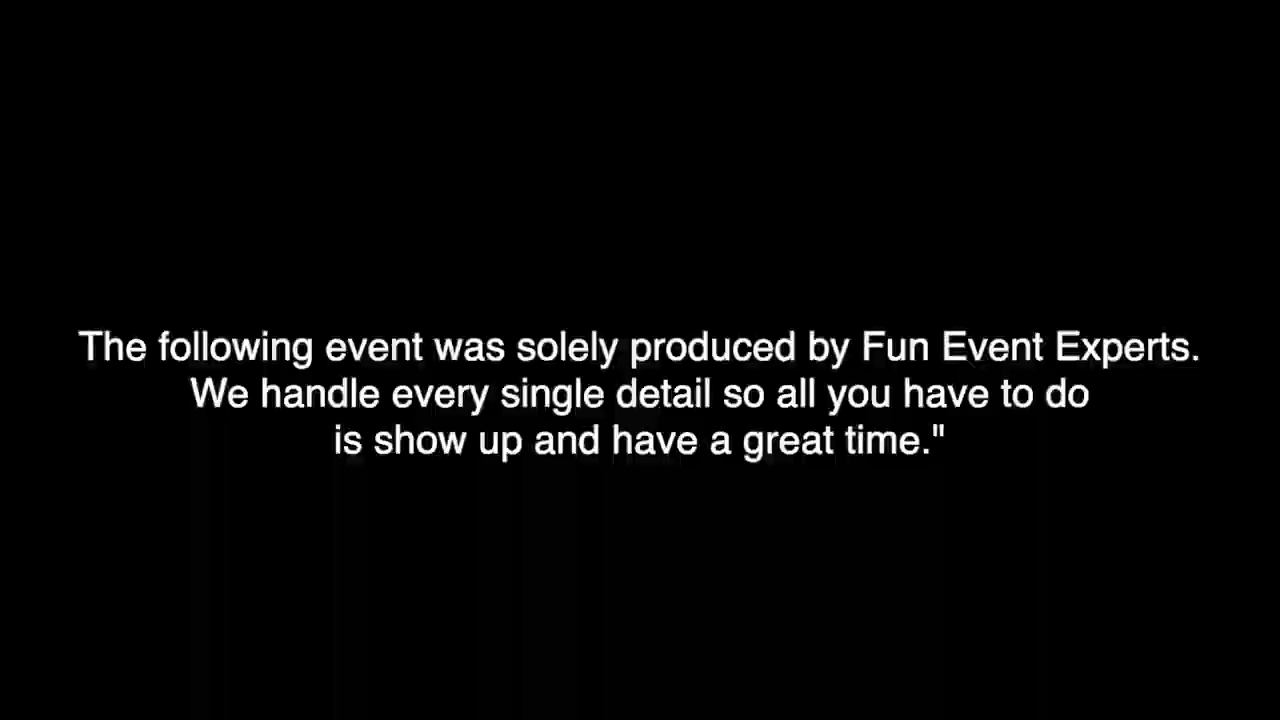 The following event was solely produced by Fun Event Experts.
We handle every single detail so all you have to do
is show up and have a great time."